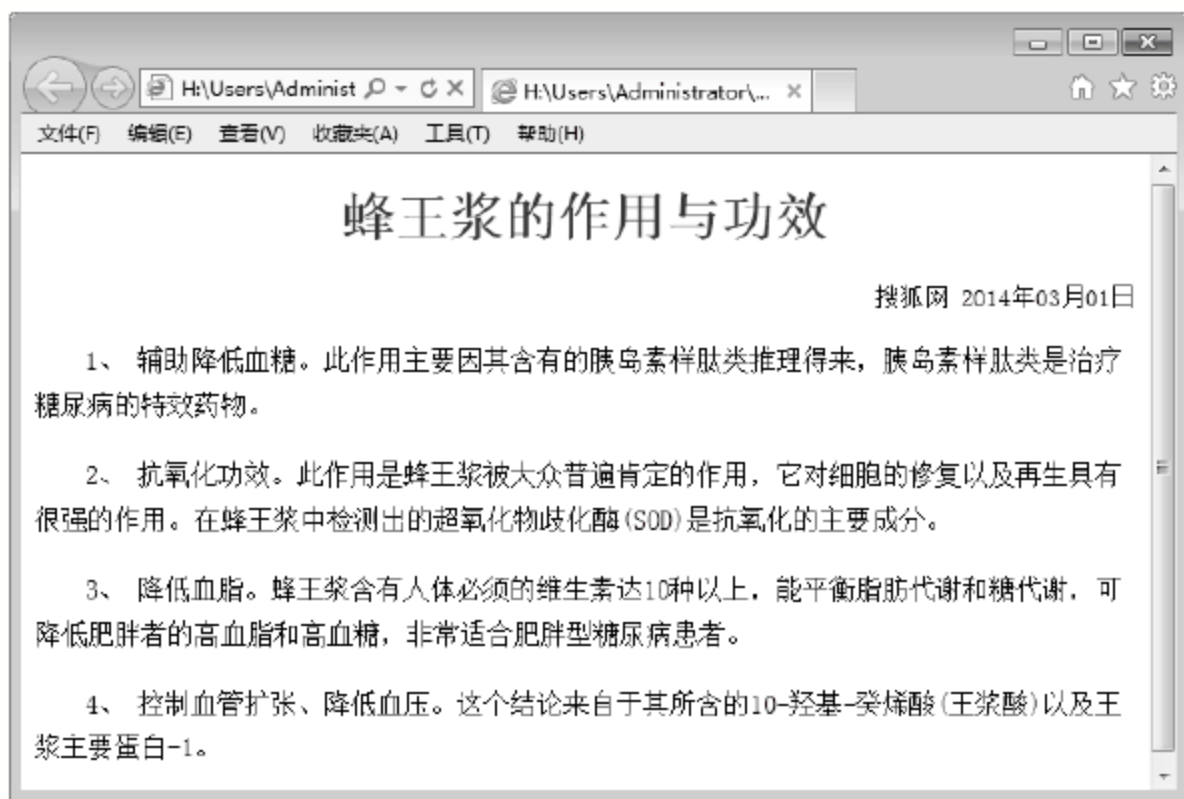 H:\Users\Administ
H:\Users\Administrator\...
文件(F) 编辑(E) 查看(V) 收藏夹(A) 工具(T) 帮助(H)
蜂王浆的作用与功效
搜狐网 2014年03月01日
1、 辅助降低血糖。此作用主要因其含有的胰岛素样肽类推理得来，胰岛素样肽类是治疗
糖尿病的特效药物。
2、 抗氧化功效。此作用是蜂王浆被大众普遍肯定的作用，它对细胞的修复以及再生具有
很强的作用。在蜂王浆中检测出的超氧化物歧化酶(SOD)是抗氧化的主要成分。
3、 降低血脂。蜂王浆含有人体必须的维生素达10种以上，能平衡脂肪代谢和糖代谢，可
降低肥胖者的高血脂和高血糖，非常适合肥胖型糖尿病患者。
4、 控制血管扩张、降低血压。这个结论来自于其所含的10-羟基-癸烯酸(王浆酸)以及王
浆主要蛋白-1。